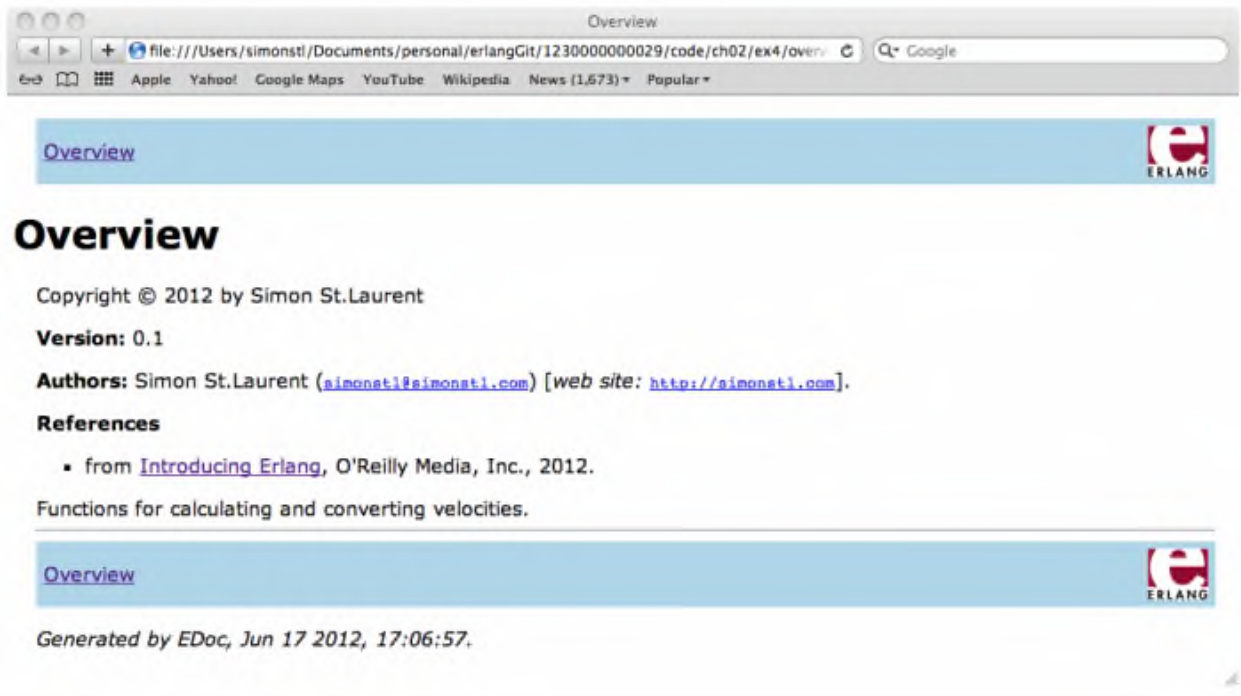 Overview
file:///Users/simonstl/Documents/personal/erlangGit/1230000000029/code/ch02/ex4/over
Google
Apple Yahoo! Google Maps YouTube Wikipedia News (1,673) Popular
Overview
ERLANG
Overview
Copyright © 2012 by Simon St.Laurent
Version: 0.1
Authors: Simon St.Laurent (simonstl@simonstl.com) [web site: http://simonstl.com].
References
▪ from Introducing Erlang, O'Reilly Media, Inc., 2012.
Functions for calculating and converting velocities.
Overview
ERLANG
Generated by EDoc, Jun 17 2012, 17:06:57.